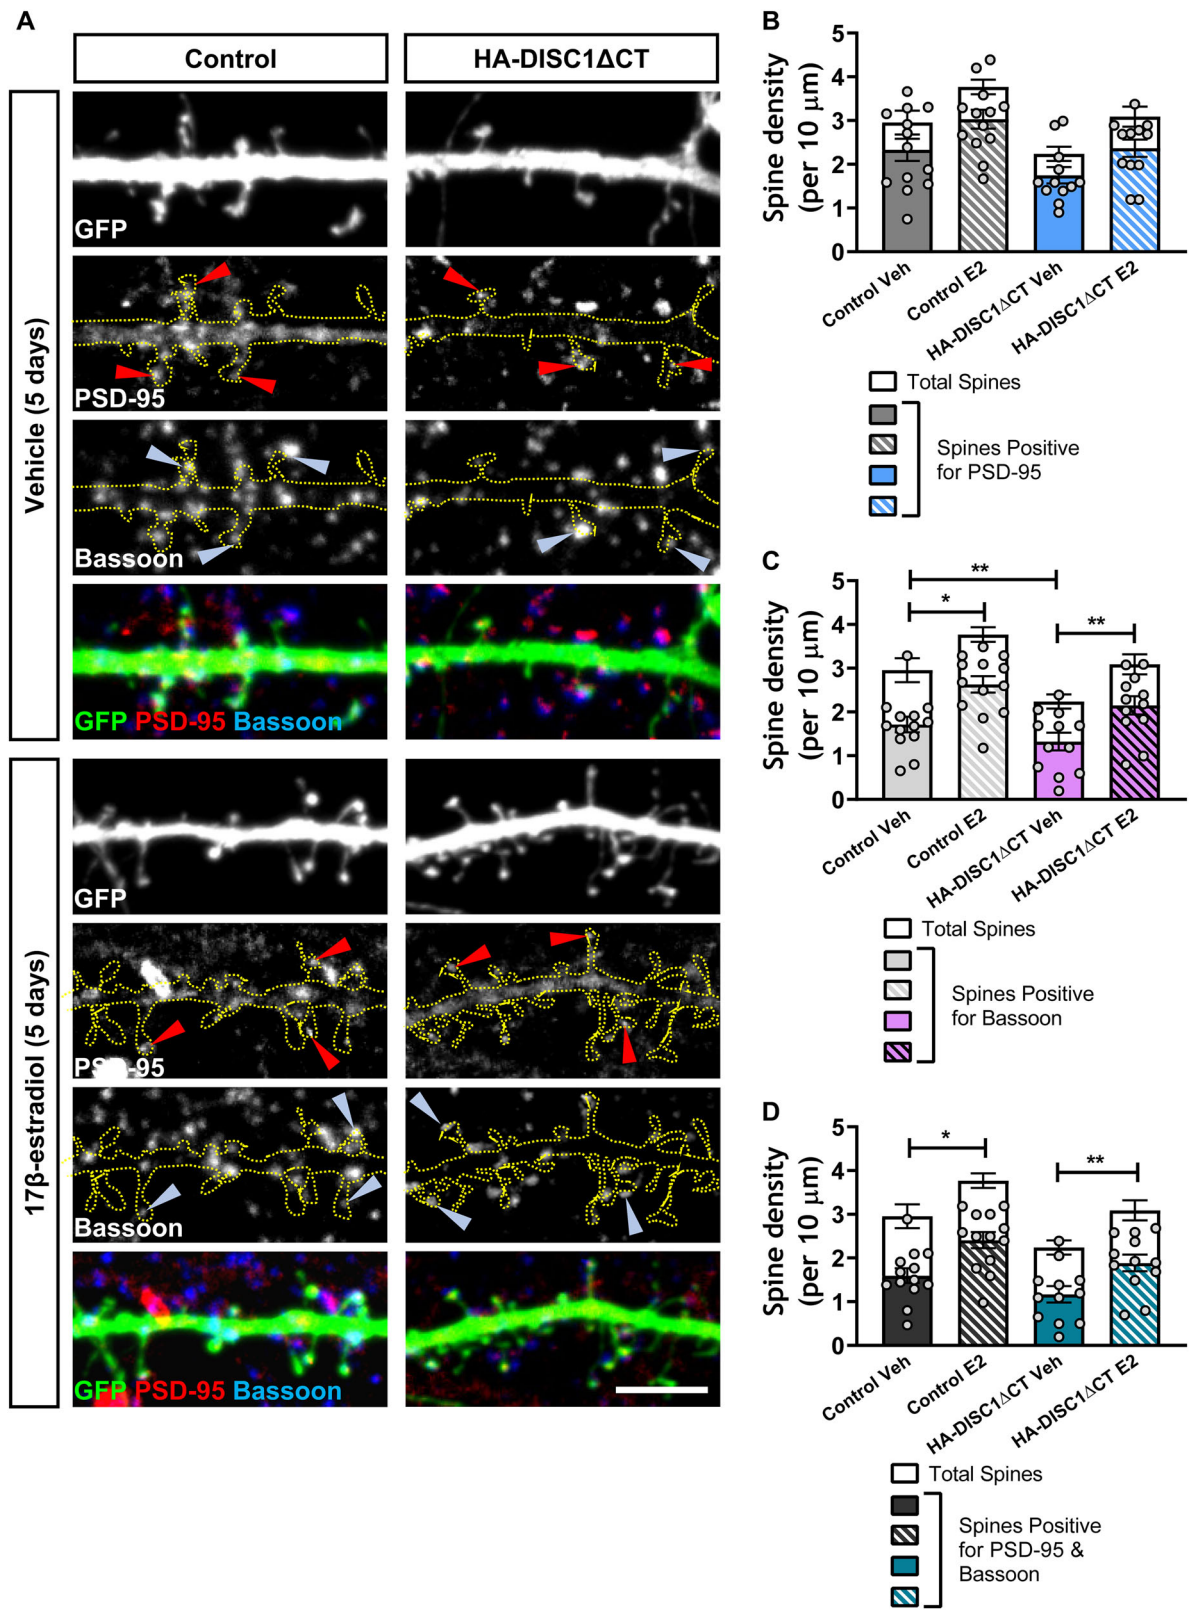 A
Control
HA-DISC1ΔCT
Vehicle (5 days)
GFP
PSD-95
Bassoon
GFP PSD-95 Bassoon
17β-estradiol (5 days)
GFP
PSD-95
Bassoon
GFP PSD-95 Bassoon
B
Spine density
(per 10 μm)
5
4
3
2
1
0
Control Veh
Control E2
HA-DISC1ΔCT Veh
HA-DISC1ΔCT E2
Total Spines
Spines Positive
for PSD-95
C
Spine density
(per 10 μm)
5
4
3
2
1
0
**
*
**
Control Veh
Control E2
HA-DISC1ΔCT Veh
HA-DISC1ΔCT E2
Total Spines
Spines Positive
for Bassoon
D
Spine density
(per 10 μm)
5
4
3
2
1
0
*
**
Control Veh
Control E2
HA-DISC1ΔCT Veh
HA-DISC1ΔCT E2
Total Spines
Spines Positive
for PSD-95 &
Bassoon